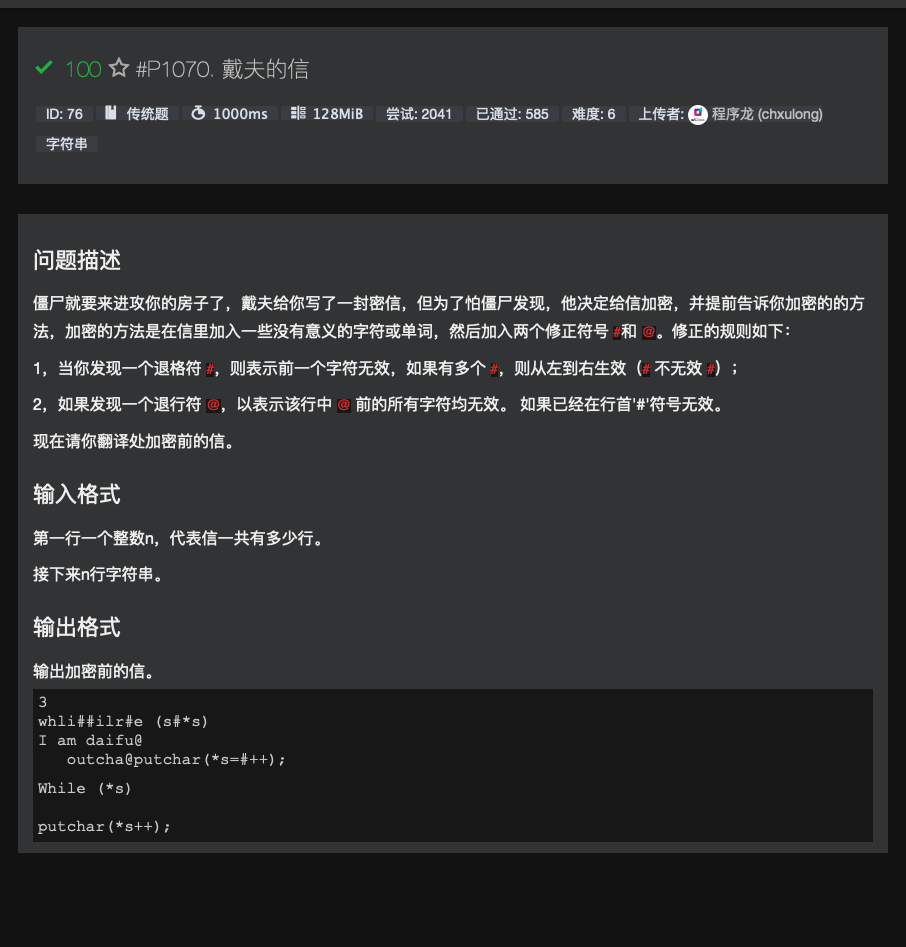 100 #P1070. 戴夫的信
ID: 76 传统题 1000ms 128MiB 尝试: 2041 已通过: 585 难度: 6 上传者: 程序龙 (chxulong)
字符串
问题描述
僵尸就要来进攻你的房子了，戴夫给你写了一封密信，但为了怕僵尸发现，他决定给信加密，并提前告诉你加密的的方
法，加密的方法是在信里加入一些没有意义的字符或单词，然后加入两个修正符号 #和 @。修正的规则如下：
1，当你发现一个退格符 #，则表示前一个字符无效，如果有多个 #，则从左到右生效（# 不无效 #）；
2，如果发现一个退行符 @，以表示该行中 @ 前的所有字符均无效。 如果已经在行首'#'符号无效。
现在请你翻译处加密前的信。
输入格式
第一行一个整数n，代表信一共有多少行。
接下来n行字符串。
输出格式
输出加密前的信。
3
whli##ilr#e (s#*s)
I am daifu@
   outcha@putchar(*s=#++);
While (*s)
putchar(*s++);